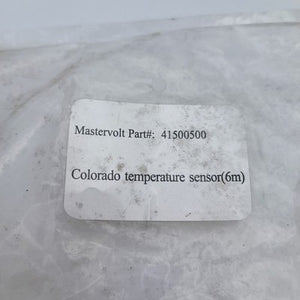 Mastervolt Part#: 41500500
Colorado temperature sensor(6m)